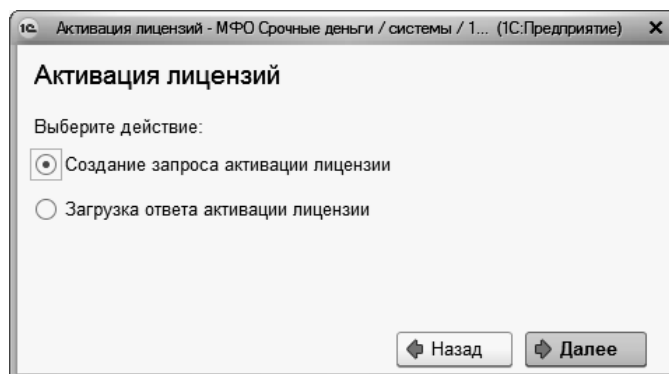 1С Активация лицензий - МФО Срочные деньги / системы / 1... (1С:Предприятие)
Активация лицензий
Выберите действие:
Создание запроса активации лицензии
Загрузка ответа активации лицензии
Назад Далее